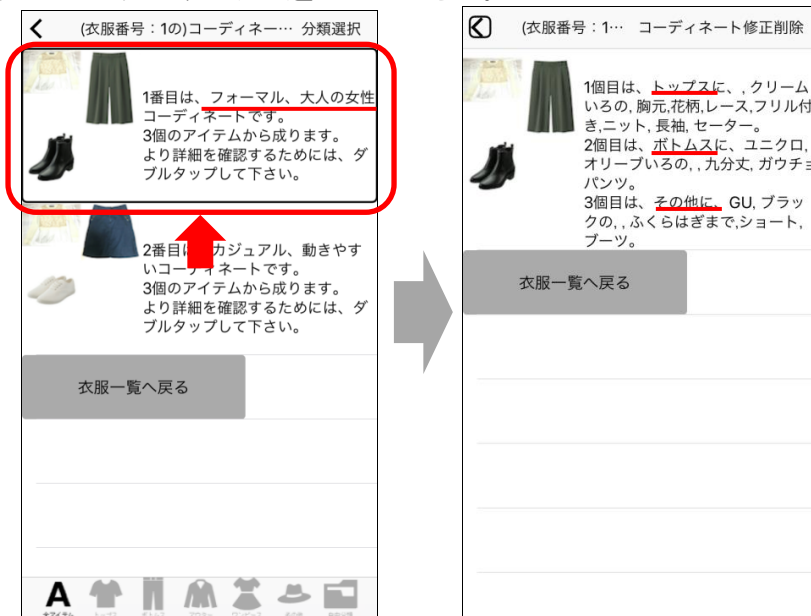 (衣服番号：1の)コーディネー… 分類選択
1番目は、フォーマル、大人の女性
コーディネートです。
3個のアイテムから成ります。
より詳細を確認するためには、ダ
ブルタップして下さい。
2番目 カジュアル、動きやす
いコーディネートです。
3個のアイテムから成ります。
より詳細を確認するためには、ダ
ブルタップして下さい。
衣服一覧へ戻る
A
(衣服番号：1… コーディネート修正削除
1個目は、トップスに、, クリーム
いろの, 胸元,花柄,レース,フリル付
き,ニット, 長袖, セーター。
2個目は、ボトムスに、ユニクロ,
オリーブいろの, , 九分丈, ガウチョ
パンツ。
3個目は、その他に、GU, ブラッ
クの, , ふくらはぎまで,ショート,
ブーツ。
衣服一覧へ戻る